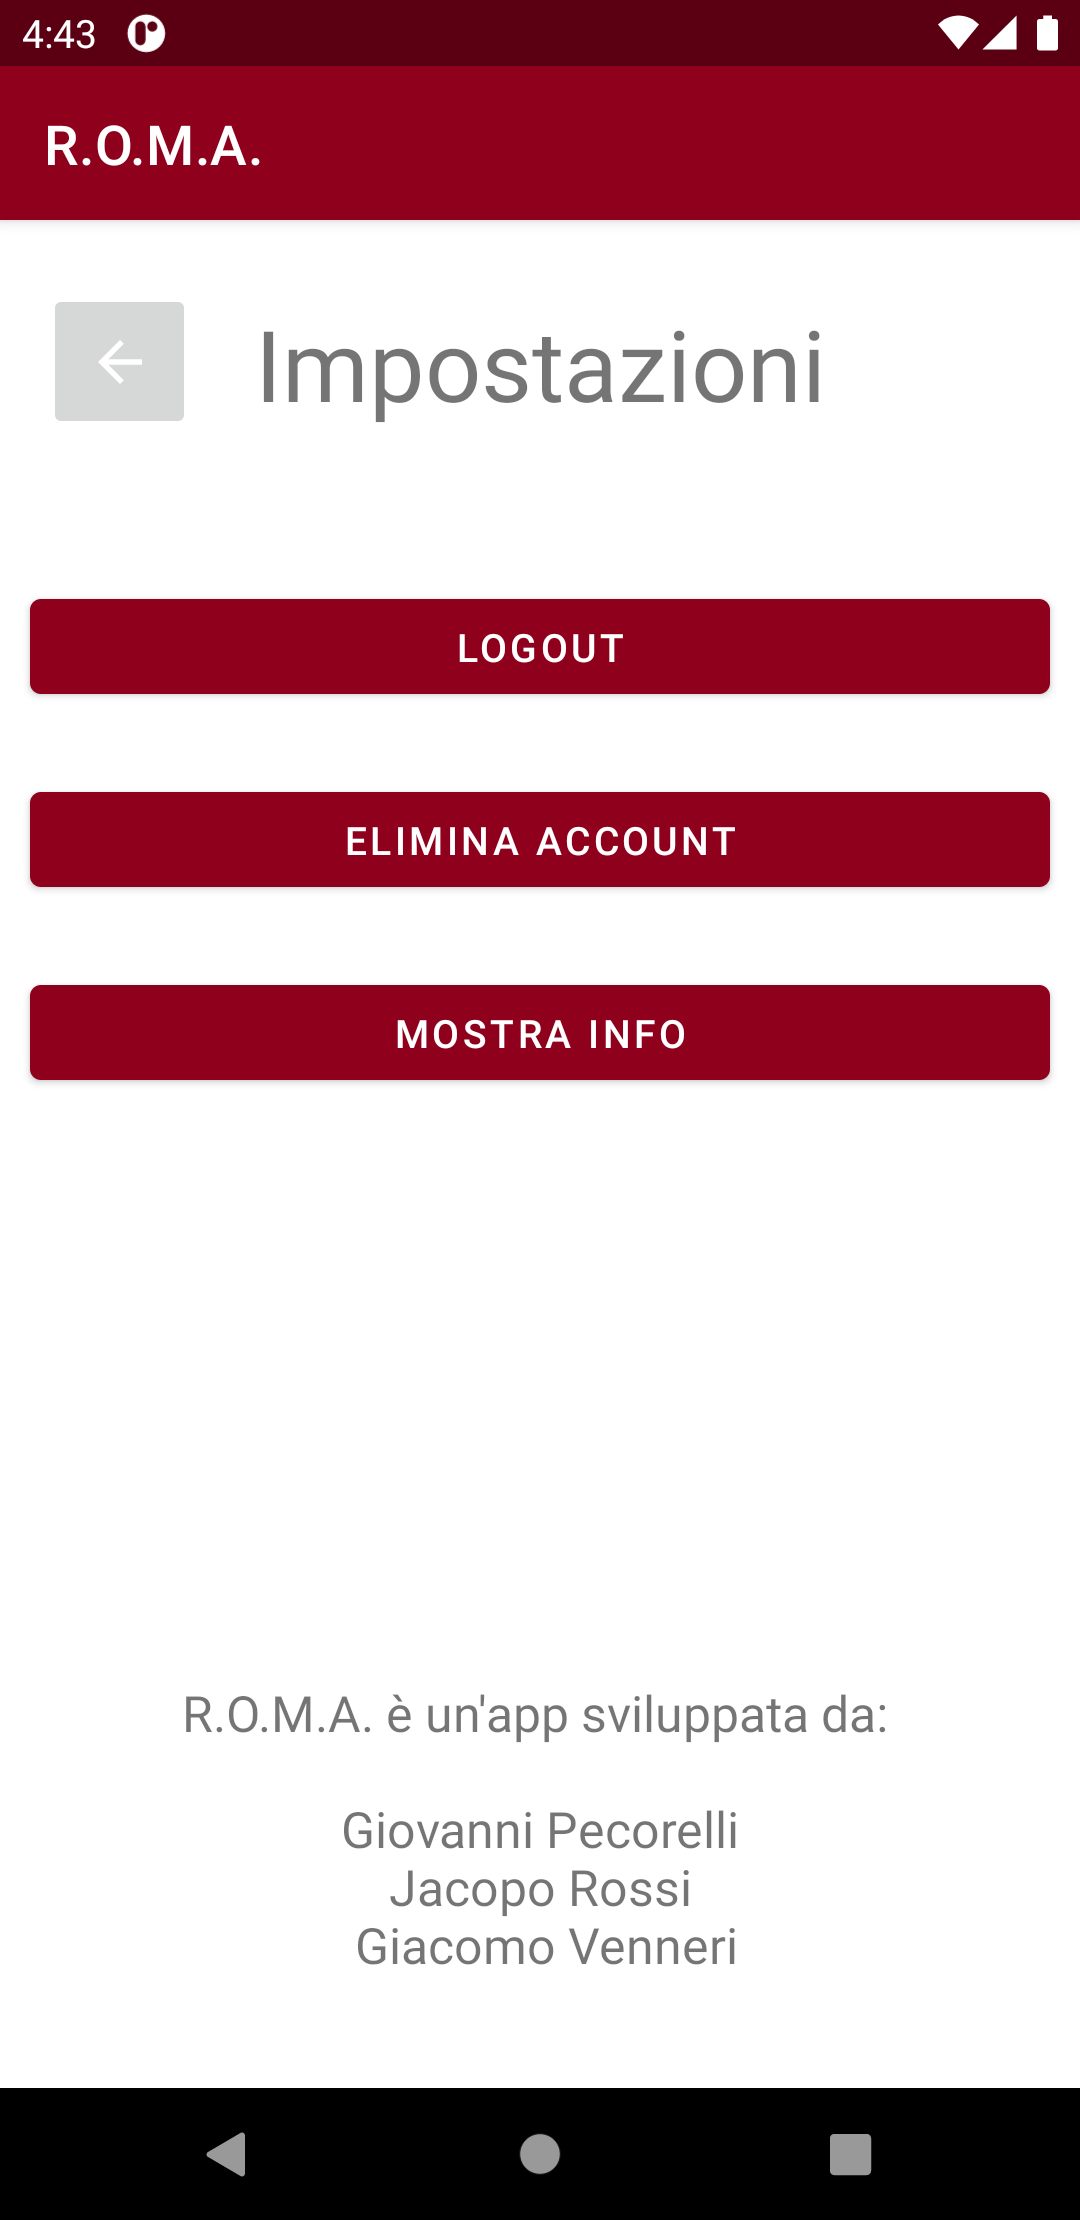 4:43
R.O.M.A.
Impostazioni
LOGOUT
ELIMINA ACCOUNT
MOSTRA INFO
R.O.M.A. è un'app sviluppata da:
Giovanni Pecorelli
Jacopo Rossi
Giacomo Venneri